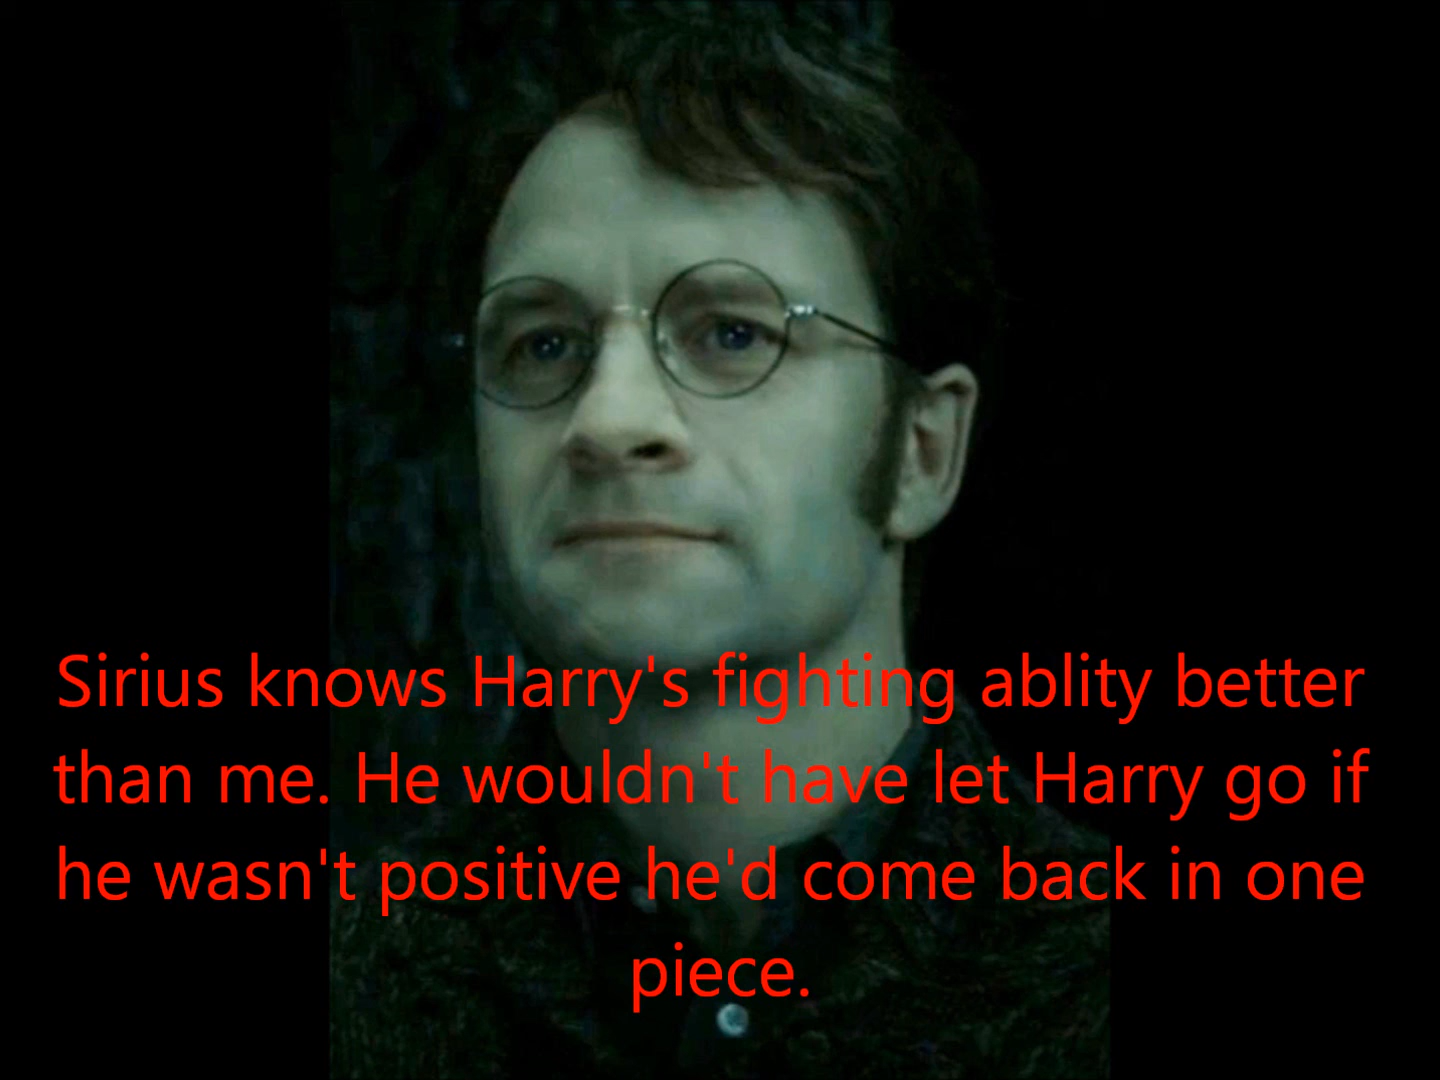 Sirius knows Harry's fighting ablity better
than me. He wouldn't have let Harry go if
he wasn't positive he'd come back in one
piece.